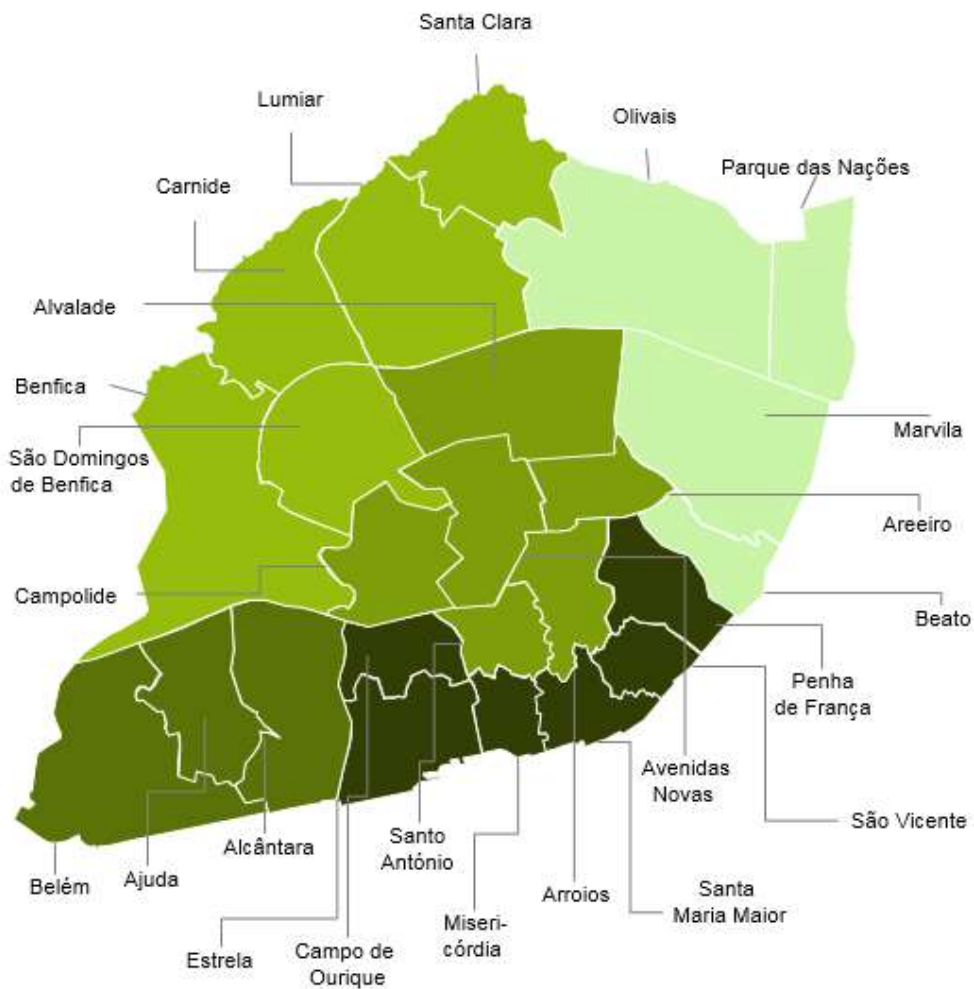 Santa Clara
Lumiar
Olivais
Parque das Nações
Carnide
Alvalade
Benfica
Marvila
São Domingos
de Benfica
Areeiro
Campolide
Beato
Penha
de França
Avenidas
Novas
São Vicente
Santo
António
Alcântara
Ajuda
Belém
Arroios
Santa
Maria Maior
Miseri-
córdia
Campo de
Ourique
Estrela